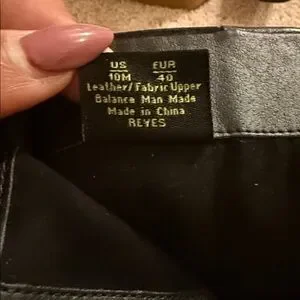 US EUR
10M 40
Leather/Fabric Upper
Balance Man Made
Made in China
REYES